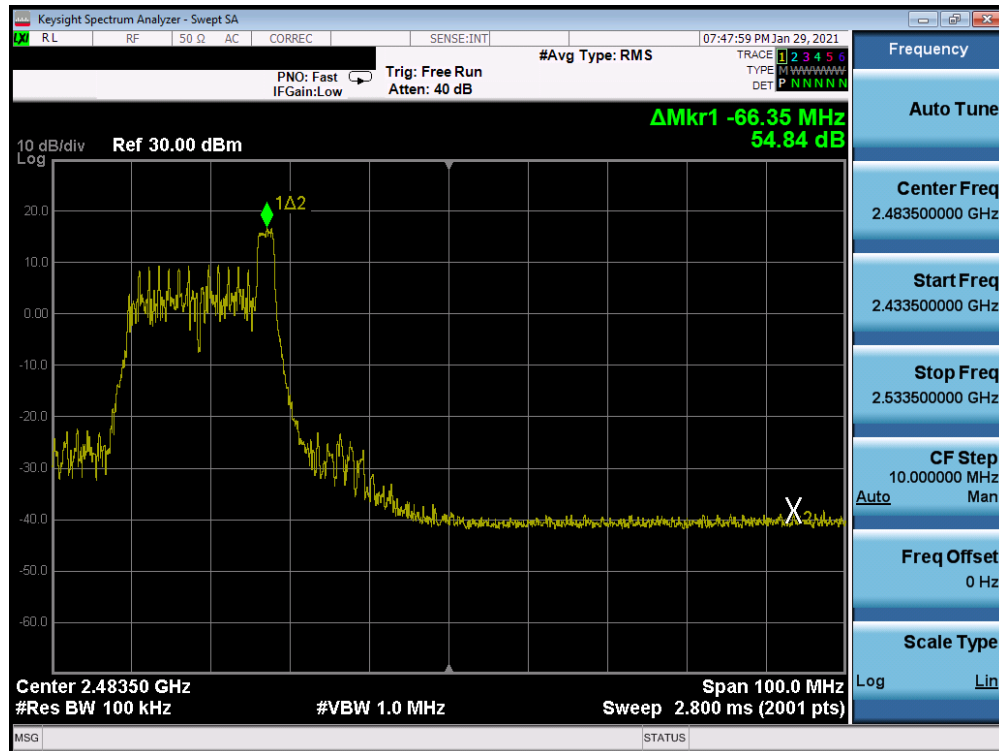 Keysight Spectrum Analyzer - Swept SA
LXI RL RF 50 Ω AC CORREC SENSE:INT 07:47:59 PM Jan 29, 2021
#Avg Type: RMS
TRACE 1 2 3 4 5 6
TYPE M W W W W W
DET P N N N N N
PNO: Fast
IFGain:Low
Trig: Free Run
Atten: 40 dB
ΔMkr1 -66.35 MHz
54.84 dB
10 dB/div Ref 30.00 dBm
Log
1Δ2
20.0
10.0
0.00
-10.0
-20.0
-30.0
-40.0
X2
-50.0
-60.0
Center 2.48350 GHz Span 100.0 MHz
#Res BW 100 kHz #VBW 1.0 MHz Sweep 2.800 ms (2001 pts)
MSG STATUS
Frequency
Auto Tune
Center Freq
2.483500000 GHz
Start Freq
2.433500000 GHz
Stop Freq
2.533500000 GHz
CF Step
10.000000 MHz
Auto Man
Freq Offset
0 Hz
Scale Type
Log Lin